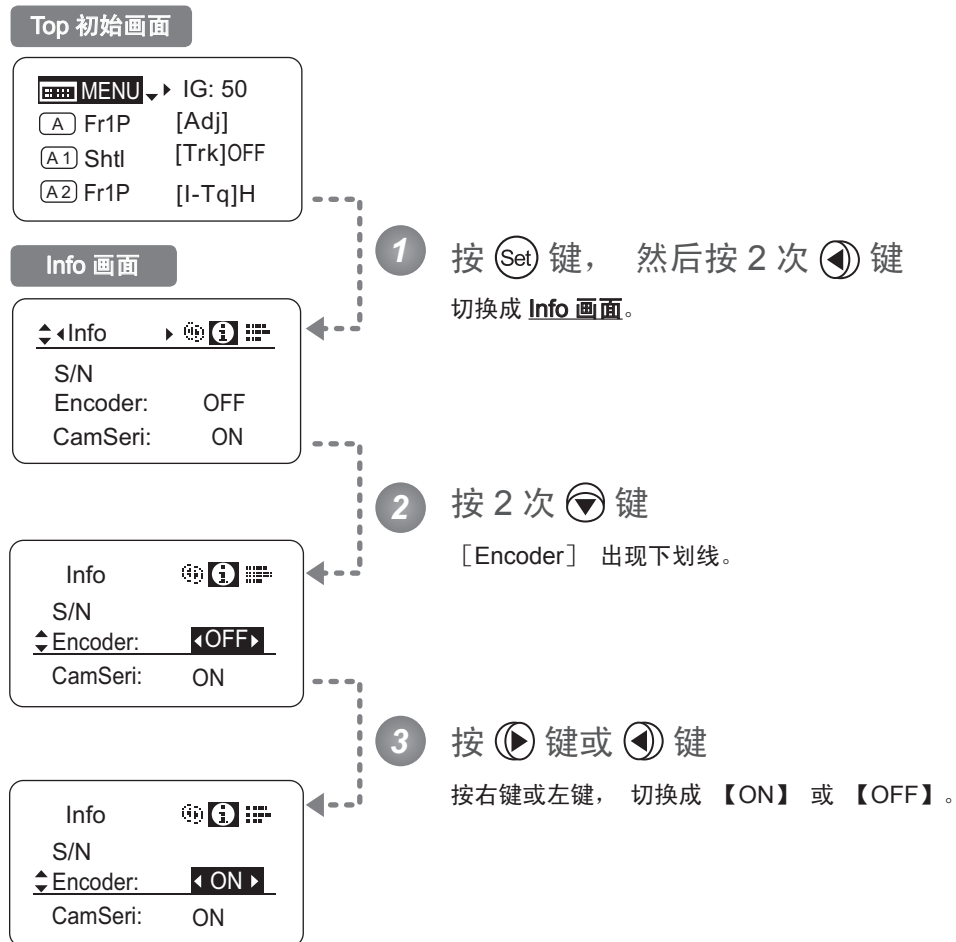 Top 初始画面
MENU IG: 50
A Fr1P [Adj]
A1 Shtl [Trk]OFF
A2 Fr1P [I-Tq]H
1 按 Set 键， 然后按 2 次 键
切换成 Info 画面。
Info 画面
Info
S/N
Encoder: OFF
CamSeri: ON
2 按 2 次 键
［Encoder］ 出现下划线。
Info
S/N
Encoder: OFF
CamSeri: ON
3 按 键或 键
按右键或左键， 切换成 【ON】 或 【OFF】。
Info
S/N
Encoder: ON
CamSeri: ON